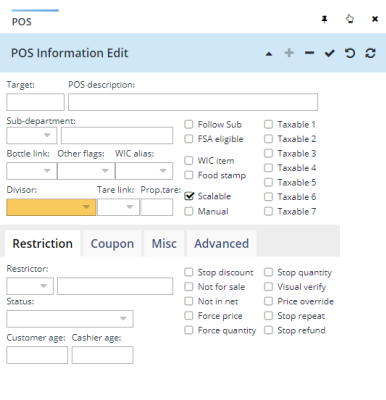 POS
POS Information Edit
Target: POS description:
Sub-department:
Follow Sub Taxable 1
FSA eligible Taxable 2
Bottle link: Other flags: WIC alias:
Taxable 3
WIC item
Taxable 4
Food stamp
Taxable 5
Divisor: Tare link: Prop.tare:
Scalable Taxable 6
Manual Taxable 7
Restriction Coupon Misc Advanced
Restrictor:
Stop discount Stop quantity
Not for sale Visual verify
Status:
Not in net Price override
Force price Stop repeat
Force quantity Stop refund
Customer age: Cashier age: